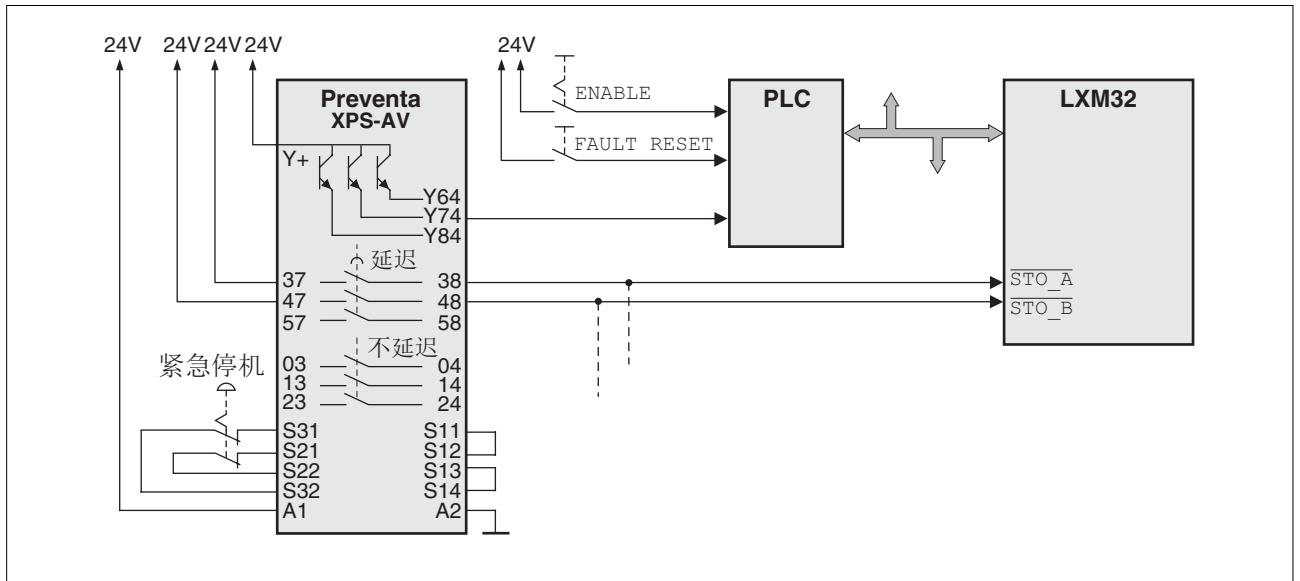 24V 24V 24V 24V 24V
Preventa
XPS-AV
ENABLE
FAULT RESET
PLC
LXM32
Y+
Y64
Y74
Y84
延迟
37 38
47 48
57 58
STO_A
STO_B
不延迟
紧急停机
03 04
13 14
23 24
S31 S11
S21 S12
S22 S13
S32 S14
A1 A2